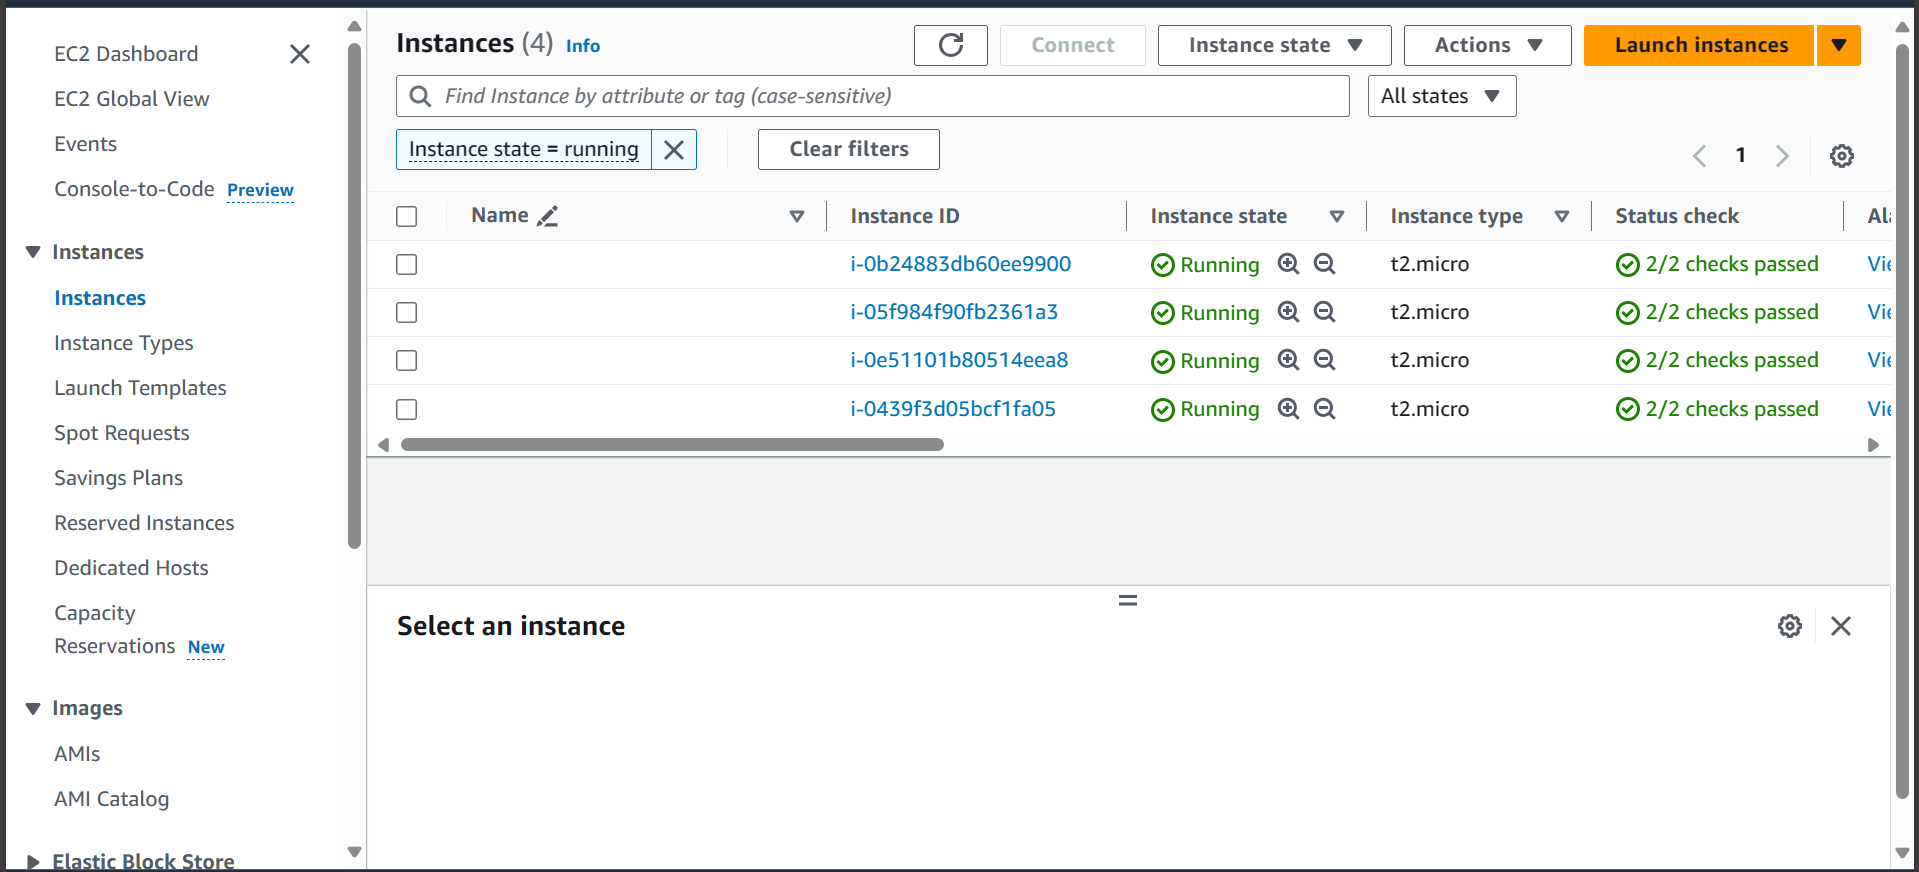 EC2 Dashboard
EC2 Global View
Events
Console-to-Code Preview
Instances
Instances
Instance Types
Launch Templates
Spot Requests
Savings Plans
Reserved Instances
Dedicated Hosts
Capacity
Reservations New
Images
AMIs
AMI Catalog
Elastic Block Store
Instances (4) Info
Connect
Instance state
Actions
Launch instances
Find Instance by attribute or tag (case-sensitive)
All states
Instance state = running
Clear filters
1
Name Instance ID Instance state Instance type Status check
i-0b24883db60ee9900 Running t2.micro 2/2 checks passed
i-05f984f90fb2361a3 Running t2.micro 2/2 checks passed
i-0e51101b80514eea8 Running t2.micro 2/2 checks passed
i-0439f3d05bcf1fa05 Running t2.micro 2/2 checks passed
Select an instance